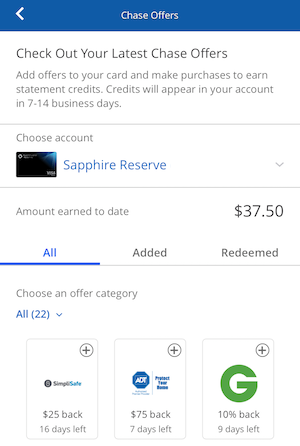 Chase Offers
Check Out Your Latest Chase Offers
Add offers to your card and make purchases to earn
statement credits. Credits will appear in your account
in 7-14 business days.
Choose account
VISA
Sapphire Reserve
Amount earned to date
$37.50
All
Added
Redeemed
Choose an offer category
All (22)
SimpliSafe
ADT
Protect
Your
Home
G
$25 back
$75 back
10% back
16 days left
7 days left
9 days left